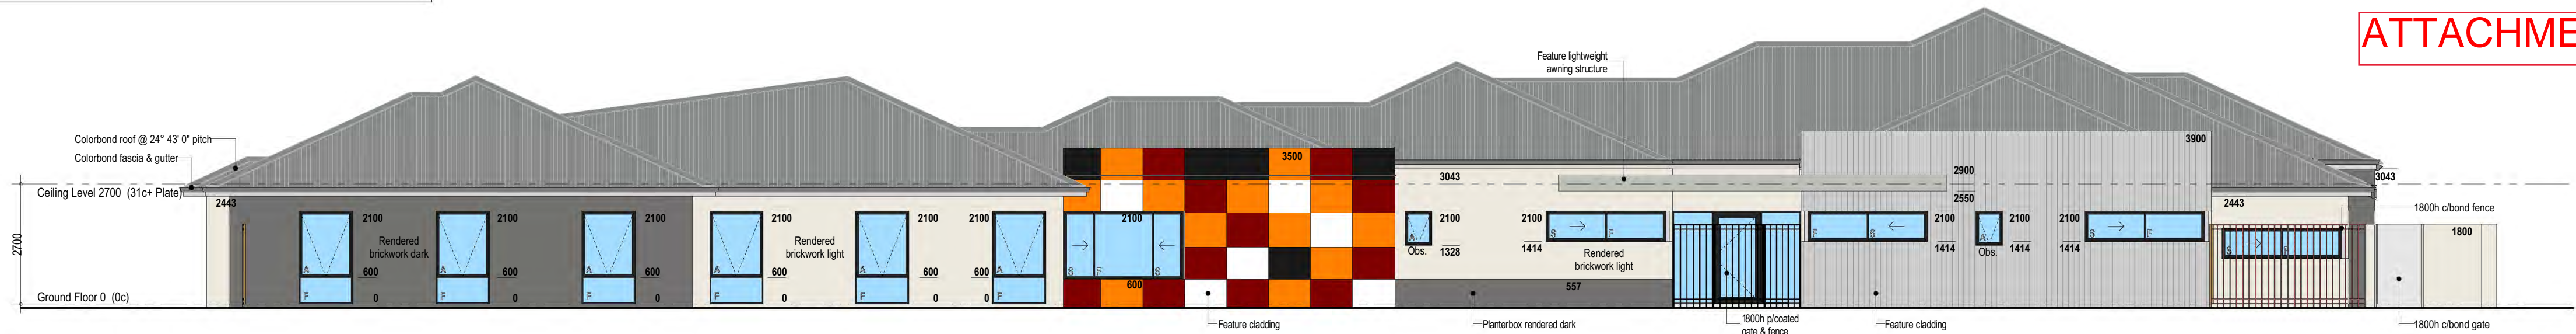 ATTACHME
Feature lightweight
awning structure
Colorbond roof @ 24° 43' 0" pitch
Colorbond fascia & gutter
Ceiling Level 2700 (31c+ Plate)
2700
Ground Floor 0 (0c)
2443
2100
600
0
A
F
Rendered
brickwork dark
2100
600
0
A
F
2100
600
0
A
F
2100
600
0
A
F
Rendered
brickwork light
2100
600
0
A
F
2100
600
0
A
F
3500
2100
600
S
F
S
Feature cladding
3043
2100
1328
A
Obs.
2100
1414
S
F
Rendered
brickwork light
557
Planterbox rendered dark
1800h p/coated
gate & fence
2900
2550
3900
F
S
2100
1414
A
Obs.
2100
1414
2100
1414
S
F
Feature cladding
3043
2443
S
F
1800h c/bond fence
1800
1800h c/bond gate